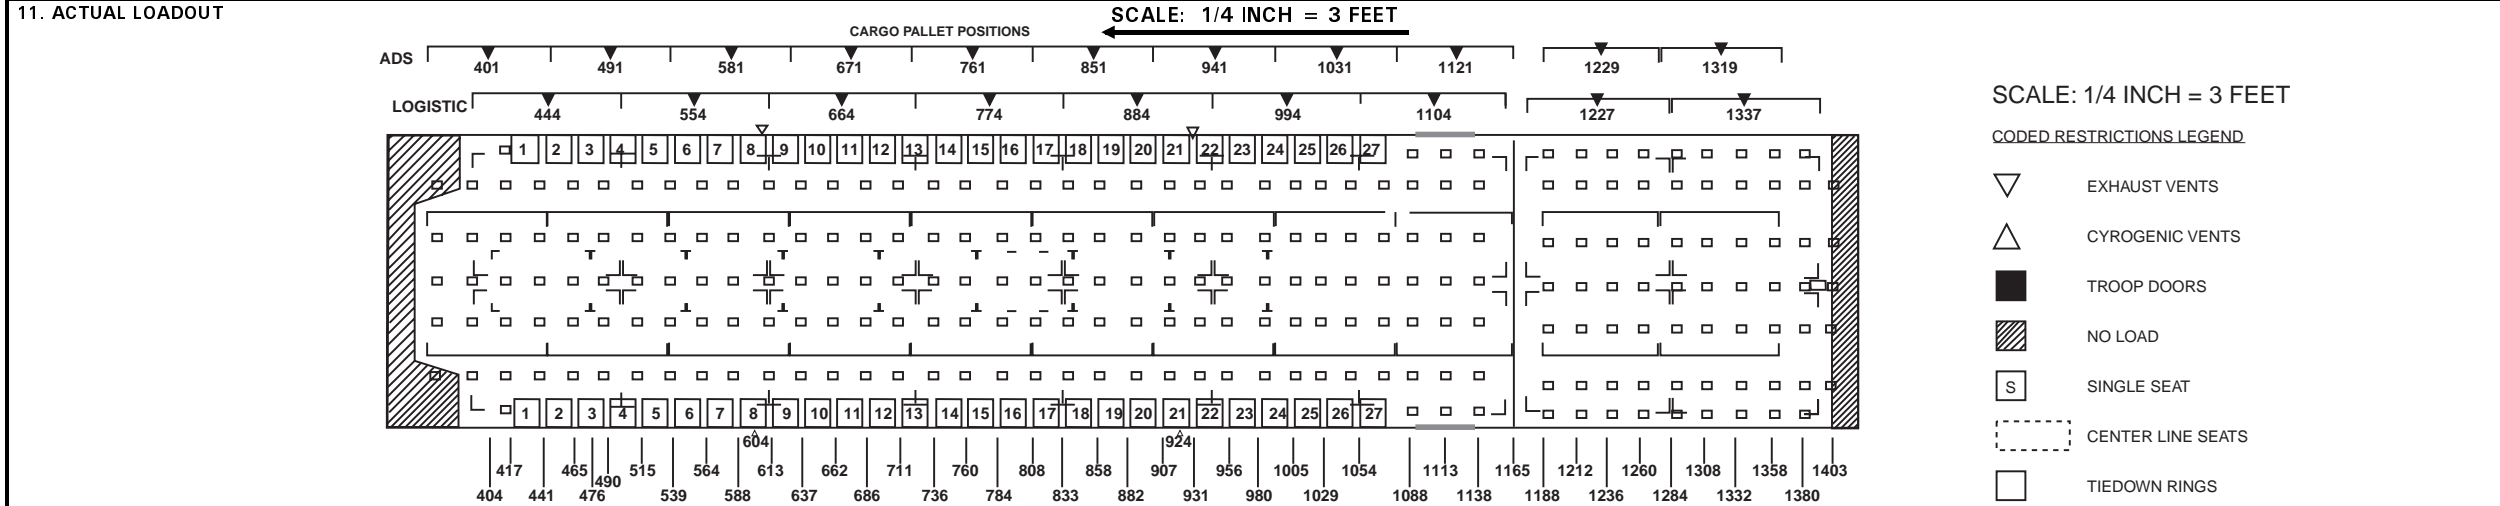 11. ACTUAL LOADOUT
SCALE: 1/4 INCH = 3 FEET
CARGO PALLET POSITIONS
ADS
401 491 581 671 761 851 941 1031 1121 1229 1319
LOGISTIC
444 554 664 774 884 994 1104 1227 1337
1 2 3 4 5 6 7 8 9 10 11 12 13 14 15 16 17 18 19 20 21 22 23 24 25 26 27
1 2 3 4 5 6 7 8 9 10 11 12 13 14 15 16 17 18 19 20 21 22 23 24 25 26 27
604 924
417 465 515 564 613 662 711 760 808 858 907 956 1005 1054 1113 1165 1212 1260 1308 1358 1403
490
404 441 476 539 588 637 686 736 784 833 882 931 980 1029 1088 1138 1188 1236 1284 1332 1380
SCALE: 1/4 INCH = 3 FEET
CODED RESTRICTIONS LEGEND
EXHAUST VENTS
CYROGENIC VENTS
TROOP DOORS
NO LOAD
S SINGLE SEAT
CENTER LINE SEATS
TIEDOWN RINGS